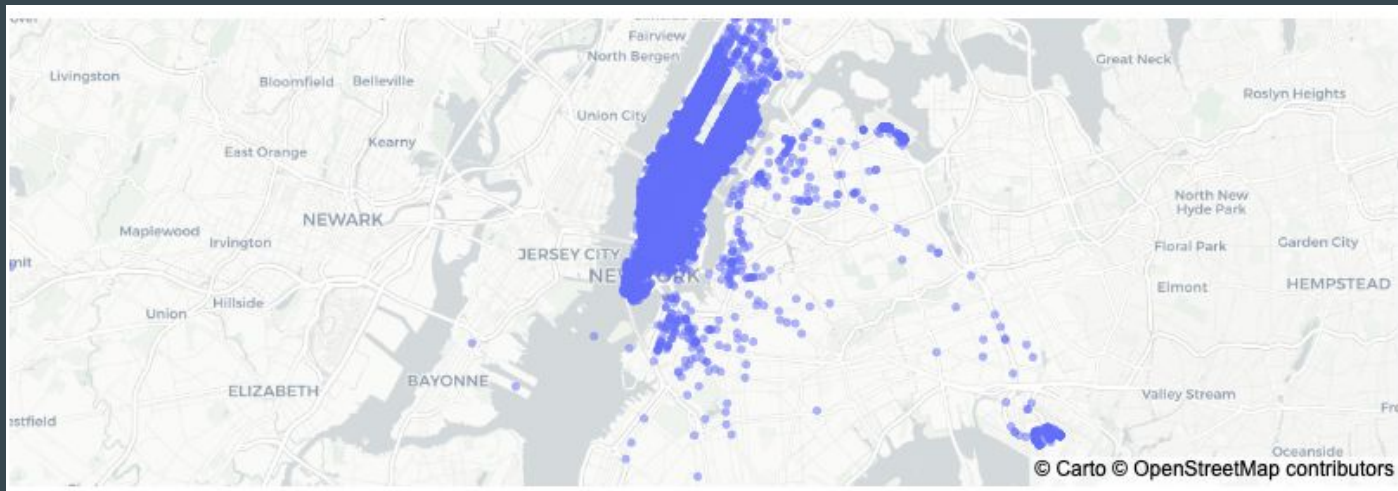 Fairview
North Bergen
Great Neck
Livingston
Bloomfield
Belleville
Roslyn Heights
Union City
Kearny
East Orange
North New
Hyde Park
NEWARK
Maplewood
Irvington
JERSEY CITY
Floral Park
Garden City
NEW YORK
Elmont
HEMPSTEAD
Hillside
Union
BAYONNE
ELIZABETH
Valley Stream
Oceanside
© Carto © OpenStreetMap contributors